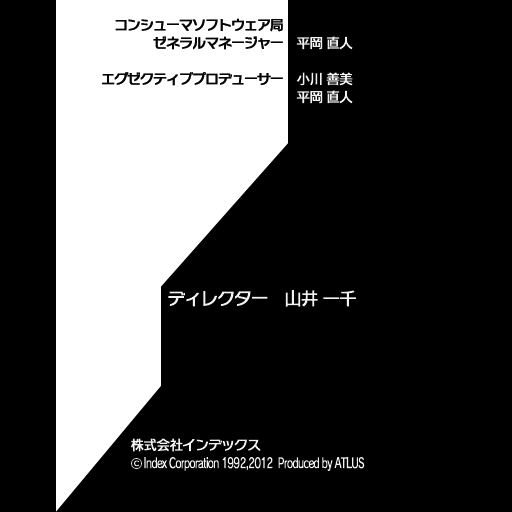 コンシューマソフトウェア局
ゼネラルマネージャー 平岡 直人
エグゼクティブプロデューサー 小川 善美
平岡 直人
ディレクター 山井 一千
株式会社インデックス
©Index Corporation 1992,2012 Produced by ATLUS